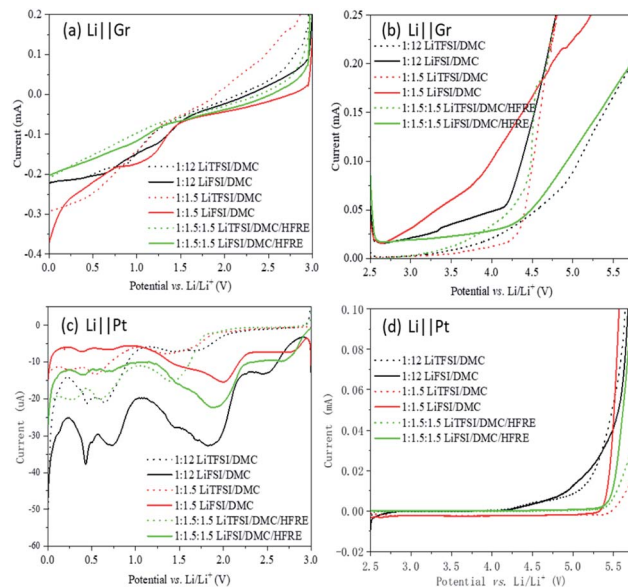 (a) Li||Gr
0.2
0.1
0.0
-0.1
-0.2
-0.3
-0.4
Current (mA)
1:12 LiTFSI/DMC
1:12 LiFSI/DMC
1:1.5 LiTFSI/DMC
1:1.5 LiFSI/DMC
1:1.5:1.5 LiTFSI/DMC/HFRE
1:1.5:1.5 LiFSI/DMC/HFRE
0.0 0.5 1.0 1.5 2.0 2.5 3.0
Potential vs. Li/Li⁺ (V)
(b) Li||Gr
0.25
0.20
0.15
0.10
0.05
0.00
Current (mA)
1:12 LiTFSI/DMC
1:12 LiFSI/DMC
1:1.5 LiTFSI/DMC
1:1.5 LiFSI/DMC
1:1.5:1.5 LiTFSI/DMC/HFRE
1:1.5:1.5 LiFSI/DMC/HFRE
2.5 3.0 3.5 4.0 4.5 5.0 5.5
Potential vs. Li/Li⁺ (V)
(c) Li||Pt
0
-10
-20
-30
-40
-50
-60
Current (uA)
1:12 LiTFSI/DMC
1:12 LiFSI/DMC
1:1.5 LiTFSI/DMC
1:1.5 LiFSI/DMC
1:1.5:1.5 LiTFSI/DMC/HFRE
1:1.5:1.5 LiFSI/DMC/HFRE
0.0 0.5 1.0 1.5 2.0 2.5 3.0
Potential vs. Li/Li⁺ (V)
(d) Li||Pt
0.10
0.08
0.06
0.04
0.02
0.00
-0.02
Current (mA)
1:12 LiTFSI/DMC
1:12 LiFSI/DMC
1:1.5 LiTFSI/DMC
1:1.5 LiFSI/DMC
1:1.5:1.5 LiTFSI/DMC/HFRE
1:1.5:1.5 LiFSI/DMC/HFRE
2.5 3.0 3.5 4.0 4.5 5.0 5.5
Potential vs. Li/Li⁺ (V)